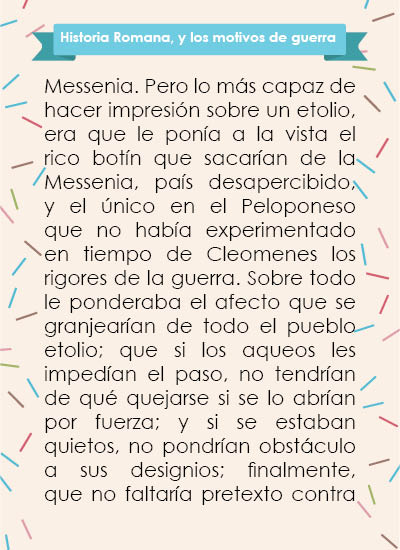 Historia Romana, y los motivos de guerra
Messenia. Pero lo más capaz de
hacer impresión sobre un etolio,
era que le ponía a la vista el
rico botín que sacarían de la
Messenia, país desapercibido,
y el único en el Peloponeso
que no había experimentado
en tiempo de Cleomenes los
rigores de la guerra. Sobre todo
le ponderaba el afecto que se
granjearían de todo el pueblo
etolio; que si los aqueos les
impedían el paso, no tendrían
de qué quejarse si se lo abrían
por fuerza; y si se estaban
quietos, no pondrían obstáculo
a sus designios; finalmente,
que no faltaría pretexto contra